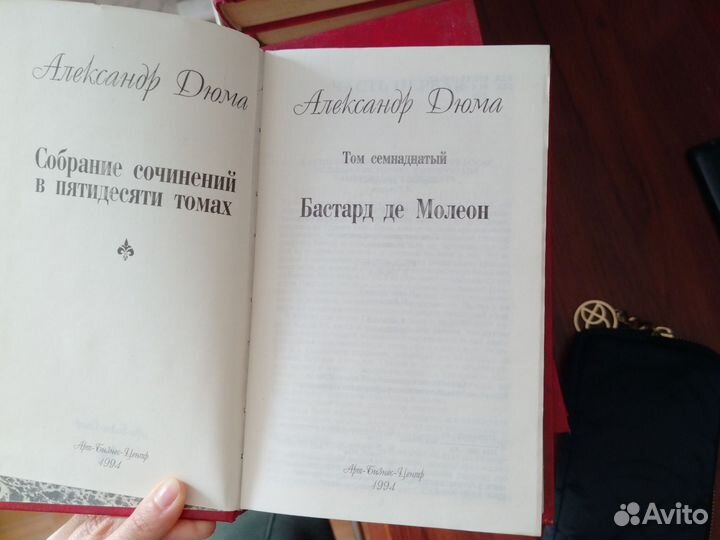 Александр Дюма
Собрание сочинений
в пятидесяти томах
Арт-Бизнес-Центр
1994
Александр Дюма
Том семнадцатый
Бастард де Молеон
Арт-Бизнес-Центр
1994
Avito